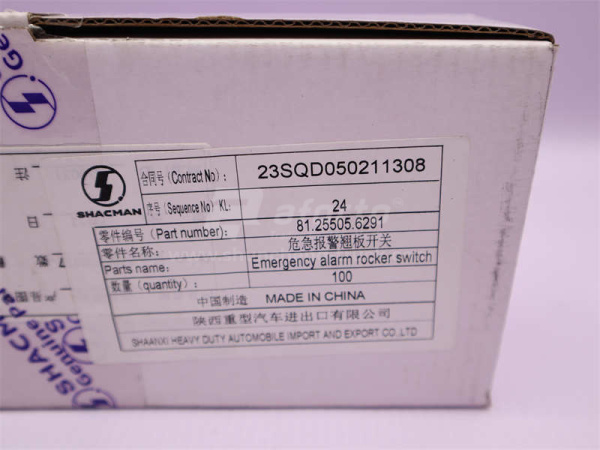 SHACMAN
合同号(Contract No): 23SQD050211308
序号(Sequence No) KL: 24
零件编号(Part number): 81.25505.6291
零件名称: 危急报警翘板开关
Parts name: Emergency alarm rocker switch
数量(quantity): 100
中国制造 MADE IN CHINA
陕西重型汽车进出口有限公司
SHAANXI HEAVY DUTY AUTOMOBILE IMPORT AND EXPORT CO.,LTD
SHACMAN
Genuine Par